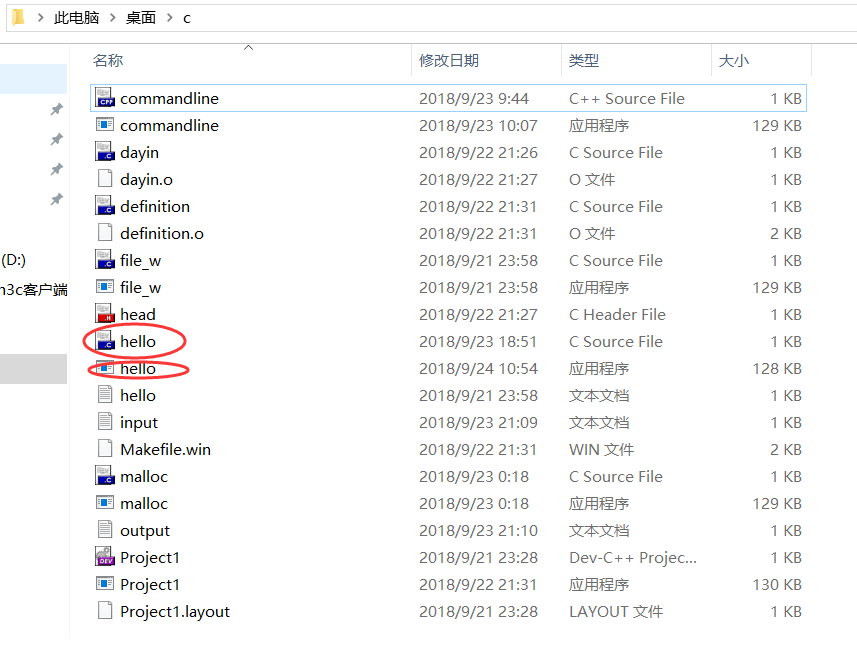 此电脑 > 桌面 > c
名称 修改日期 类型 大小
commandline 2018/9/23 9:44 C++ Source File 1 KB
commandline 2018/9/23 10:07 应用程序 129 KB
dayin 2018/9/22 21:26 C Source File 1 KB
dayin.o 2018/9/22 21:27 O 文件 1 KB
definition 2018/9/22 21:31 C Source File 1 KB
definition.o 2018/9/22 21:31 O 文件 2 KB
(D:) file_w 2018/9/21 23:58 C Source File 1 KB
h3c客户端 file_w 2018/9/21 23:58 应用程序 129 KB
head 2018/9/22 21:27 C Header File 1 KB
hello 2018/9/23 18:51 C Source File 1 KB
hello 2018/9/24 10:54 应用程序 128 KB
hello 2018/9/21 23:58 文本文档 1 KB
input 2018/9/23 21:09 文本文档 1 KB
Makefile.win 2018/9/22 21:31 WIN 文件 2 KB
malloc 2018/9/23 0:18 C Source File 1 KB
malloc 2018/9/23 0:18 应用程序 129 KB
output 2018/9/23 21:10 文本文档 1 KB
Project1 2018/9/21 23:28 Dev-C++ Projec... 1 KB
Project1 2018/9/22 21:31 应用程序 130 KB
Project1.layout 2018/9/21 23:28 LAYOUT 文件 1 KB